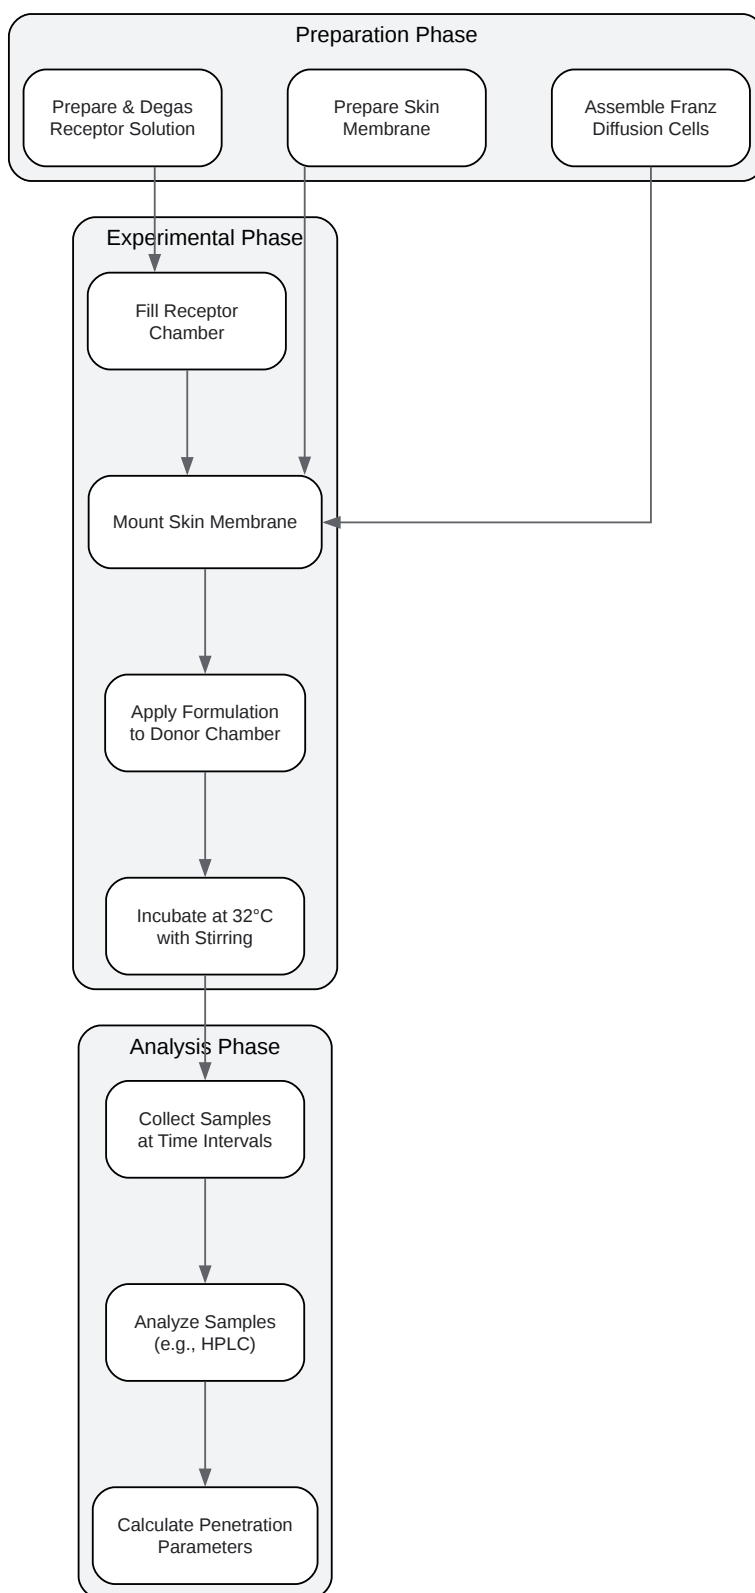 Preparation Phase
Prepare & Degas
Receptor Solution
Prepare Skin
Membrane
Assemble Franz
Diffusion Cells
Experimental Phase
Fill Receptor
Chamber
Mount Skin Membrane
Apply Formulation
to Donor Chamber
Incubate at 32°C
with Stirring
Analysis Phase
Collect Samples
at Time Intervals
Analyze Samples
(e.g., HPLC)
Calculate Penetration
Parameters